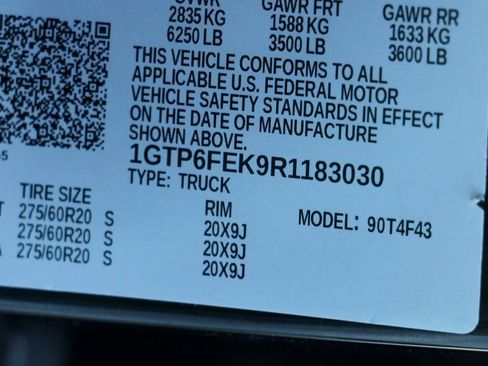 GVWR GAWR FRT GAWR RR
2835 KG 1588 KG 1633 KG
6250 LB 3500 LB 3600 LB
THIS VEHICLE CONFORMS TO ALL
APPLICABLE U.S. FEDERAL MOTOR
VEHICLE SAFETY STANDARDS IN EFFECT
ON THE DATE OF MANUFACTURE
SHOWN ABOVE.
1GTP6FEK9R1183030
TYPE: TRUCK
TIRE SIZE RIM MODEL: 90T4F43
275/60R20 S 20X9J
275/60R20 S 20X9J
275/60R20 S 20X9J